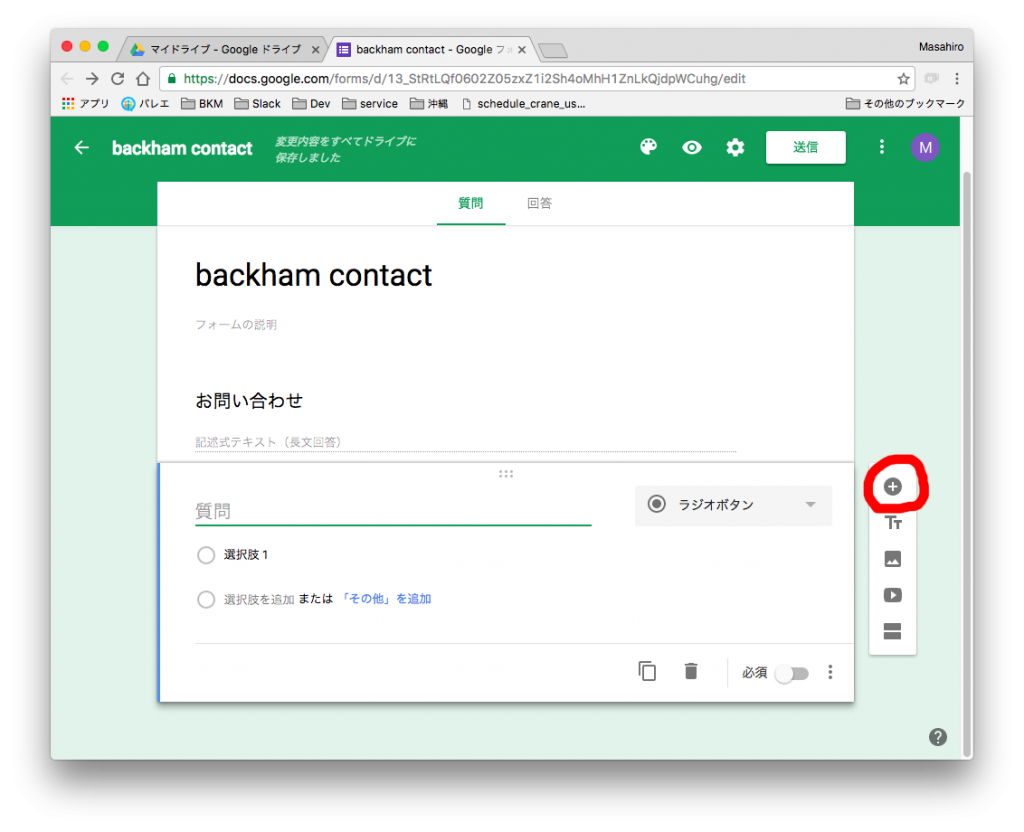 マイドライブ - Google ドライブ
backham contact - Google フ
Masahiro
https://docs.google.com/forms/d/13_StRtLQf0602Z05zxZ1i2Sh4oMhH1ZnLkQjdpWCuhg/edit
アプリ
バレエ
BKM
Slack
Dev
service
沖縄
schedule_crane_us...
その他のブックマーク
backham contact
変更内容をすべてドライブに
保存しました
送信
M
質問
回答
backham contact
フォームの説明
お問い合わせ
記述式テキスト（長文回答）
質問
ラジオボタン
選択肢 1
選択肢を追加 または 「その他」を追加
必須